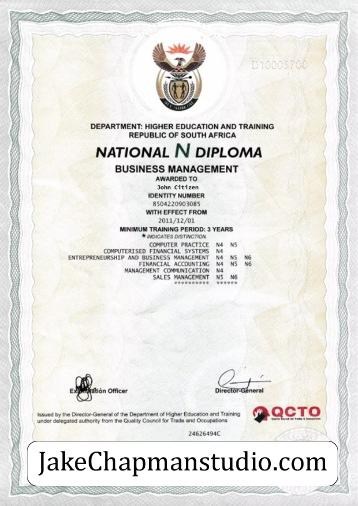 D10005700
DEPARTMENT: HIGHER EDUCATION AND TRAINING
REPUBLIC OF SOUTH AFRICA
NATIONAL N DIPLOMA
BUSINESS MANAGEMENT
AWARDED TO
John Citizen
IDENTITY NUMBER
8504220903085
WITH EFFECT FROM
2011/12/01
MINIMUM TRAINING PERIOD: 3 YEARS
* INDICATES DISTINCTION
COMPUTER PRACTICE N4 N5
COMPUTERISED FINANCIAL SYSTEMS N4
ENTREPRENEURSHIP AND BUSINESS MANAGEMENT N4 N5 N6
FINANCIAL ACCOUNTING N4 N5 N6
MANAGEMENT COMMUNICATION N4
SALES MANAGEMENT N5 N6
********** ******
Examination Officer
Director-General
Issued by the Director-General of the Department of Higher Education and Training
under delegated authority from the Quality Council for Trade and Occupations
QCTO
24626494C
JakeChapmanstudio.com